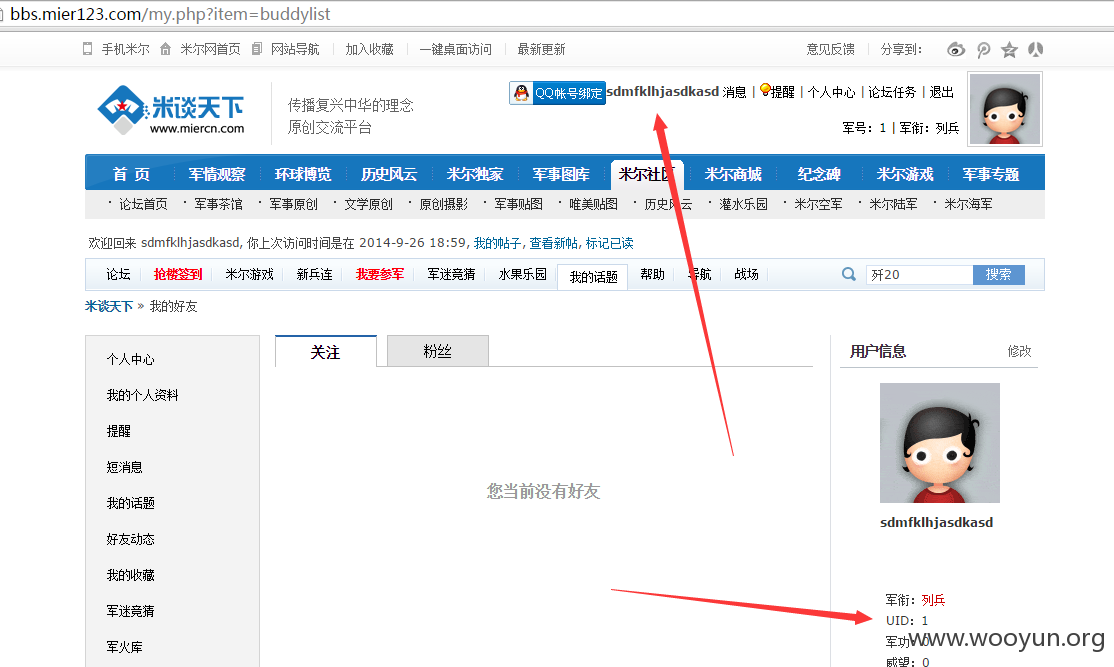 bbs.mier123.com/my.php?item=buddylist
手机米尔 米尔网首页 网站导航 加入收藏 一键桌面访问 最新更新 意见反馈 分享到：
米谈天下
www.miercn.com
传播复兴中华的理念
原创交流平台
QQ帐号绑定 sdmfklhjasdkasd 消息 | 提醒 | 个人中心 | 论坛任务 | 退出
军号：1 | 军衔：列兵
首 页 军情观察 环球博览 历史风云 米尔独家 军事图库 米尔社区 米尔商城 纪念碑 米尔游戏 军事专题
· 论坛首页 · 军事茶馆 · 军事原创 · 文学原创 · 原创摄影 · 军事贴图 · 唯美贴图 · 历史风云 · 灌水乐园 · 米尔空军 · 米尔陆军 · 米尔海军
欢迎回来 sdmfklhjasdkasd, 你上次访问时间是在 2014-9-26 18:59, 我的帖子, 查看新帖, 标记已读
论坛 抢楼签到 米尔游戏 新兵连 我要参军 军迷竞猜 水果乐园 我的话题 帮助 导航 战场 歼20 搜索
米谈天下 » 我的好友
个人中心
我的个人资料
提醒
短消息
我的话题
好友动态
我的收藏
军迷竞猜
军火库
关注 粉丝
您当前没有好友
用户信息 修改
sdmfklhjasdkasd
军衔：列兵
UID：1
军功：0
威望：0
www.wooyun.org